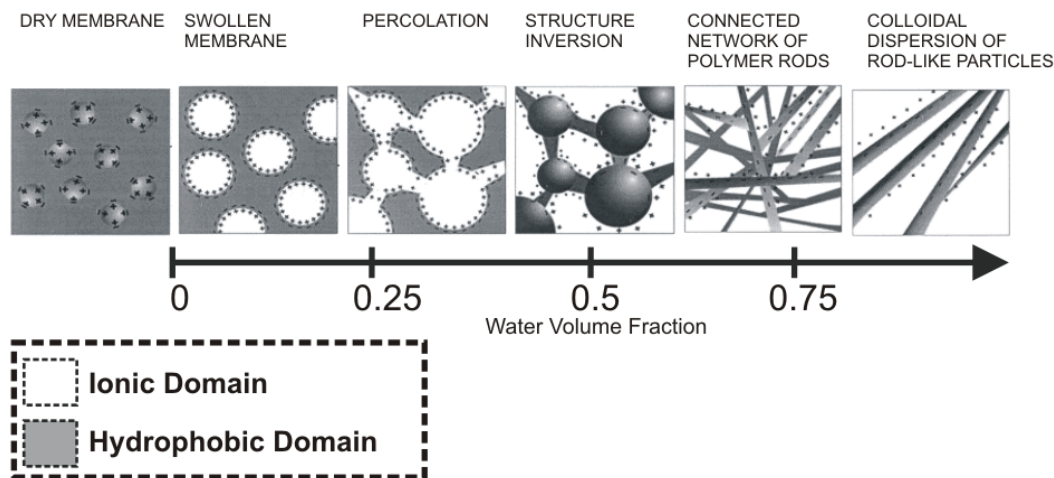 DRY MEMBRANE
SWOLLEN
MEMBRANE
PERCOLATION
STRUCTURE
INVERSION
CONNECTED
NETWORK OF
POLYMER RODS
COLLOIDAL
DISPERSION OF
ROD-LIKE PARTICLES
0
0.25
0.5
0.75
Water Volume Fraction
Ionic Domain
Hydrophobic Domain